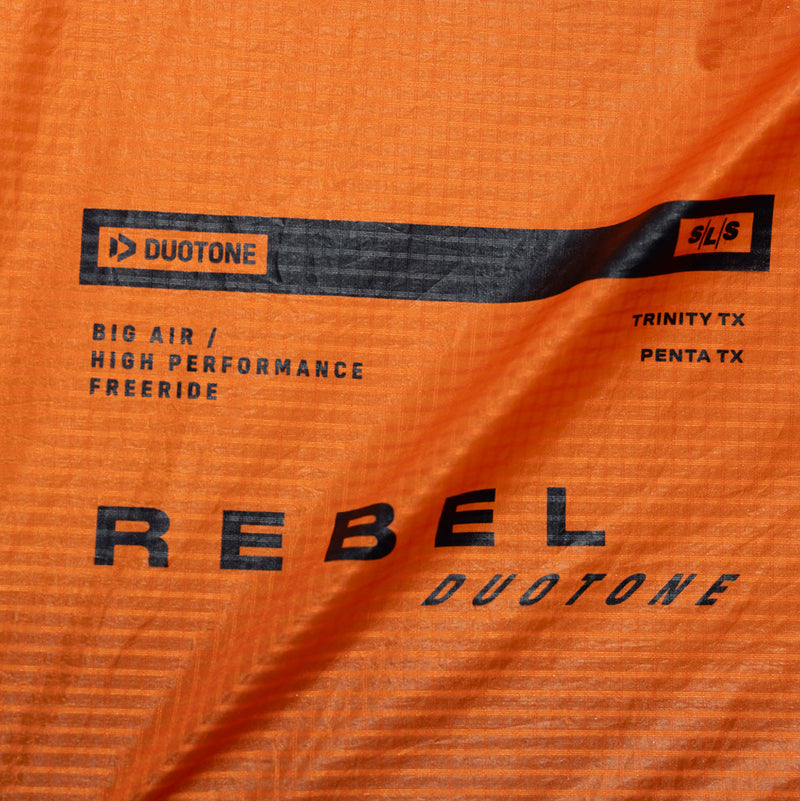 DUOTONE
S/L/S
BIG AIR /
HIGH PERFORMANCE
FREERIDE
TRINITY TX
PENTA TX
REBEL
DUOTONE